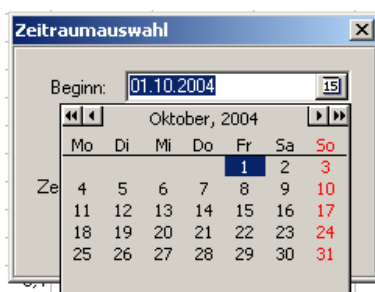 Zeitraumauswahl
Beginn: 01.10.2004 15
Oktober, 2004
Mo Di Mi Do Fr Sa So
1 2 3
Ze 4 5 6 7 8 9 10
11 12 13 14 15 16 17
18 19 20 21 22 23 24
25 26 27 28 29 30 31